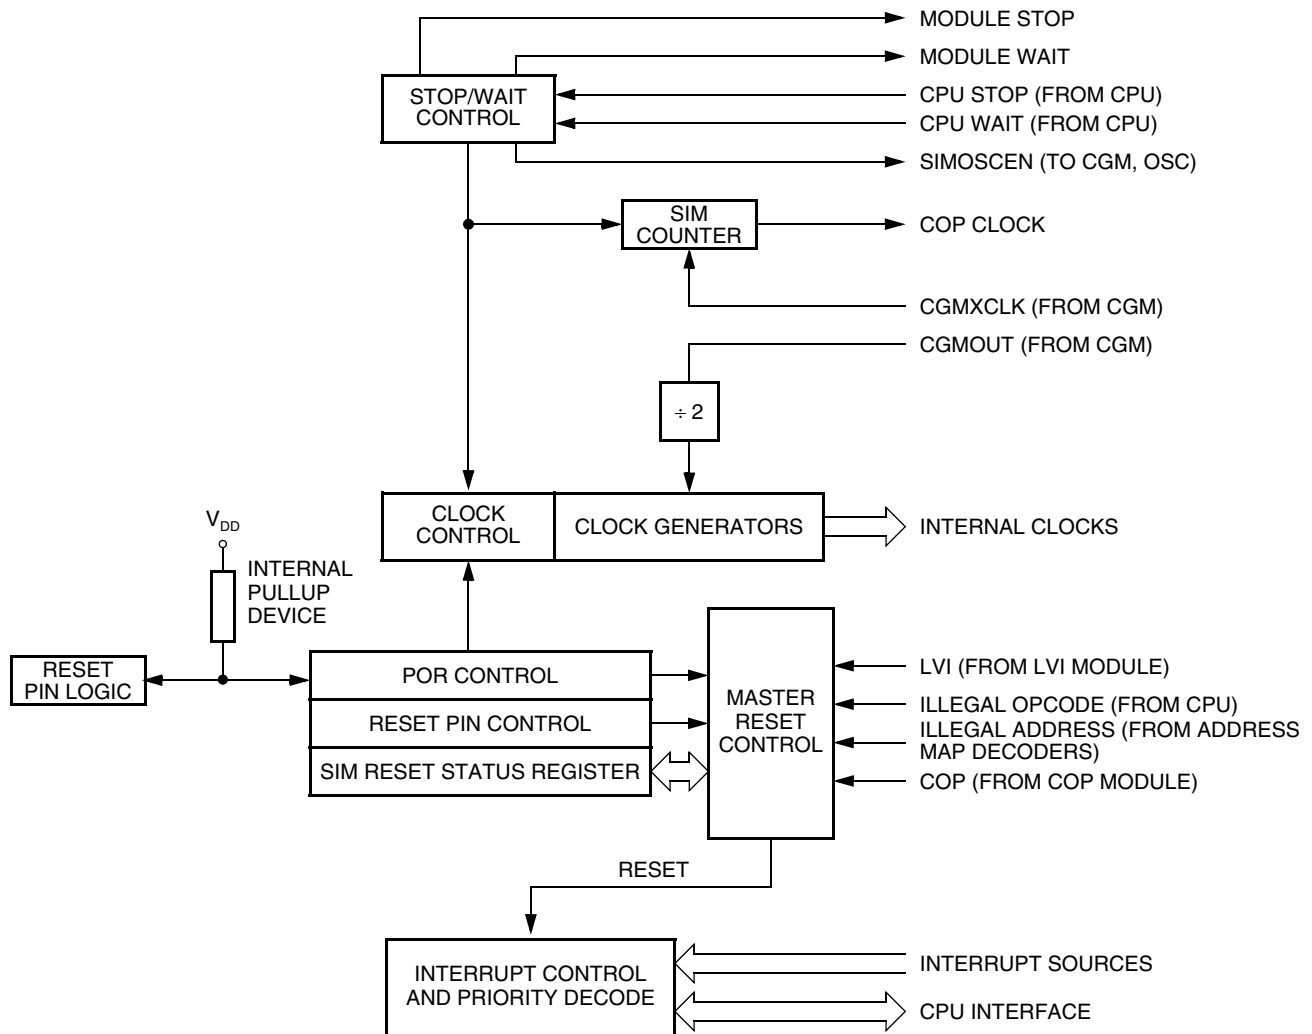 MODULE STOP
MODULE WAIT
STOP/WAIT
CONTROL
CPU STOP (FROM CPU)
CPU WAIT (FROM CPU)
SIMOSCEN (TO CGM, OSC)
SIM
COUNTER
COP CLOCK
CGMXCLK (FROM CGM)
CGMOUT (FROM CGM)
÷ 2
CLOCK
CONTROL
CLOCK GENERATORS
INTERNAL CLOCKS
VDD
INTERNAL
PULLUP
DEVICE
RESET
PIN LOGIC
POR CONTROL
RESET PIN CONTROL
SIM RESET STATUS REGISTER
MASTER
RESET
CONTROL
LVI (FROM LVI MODULE)
ILLEGAL OPCODE (FROM CPU)
ILLEGAL ADDRESS (FROM ADDRESS
MAP DECODERS)
COP (FROM COP MODULE)
RESET
INTERRUPT CONTROL
AND PRIORITY DECODE
INTERRUPT SOURCES
CPU INTERFACE